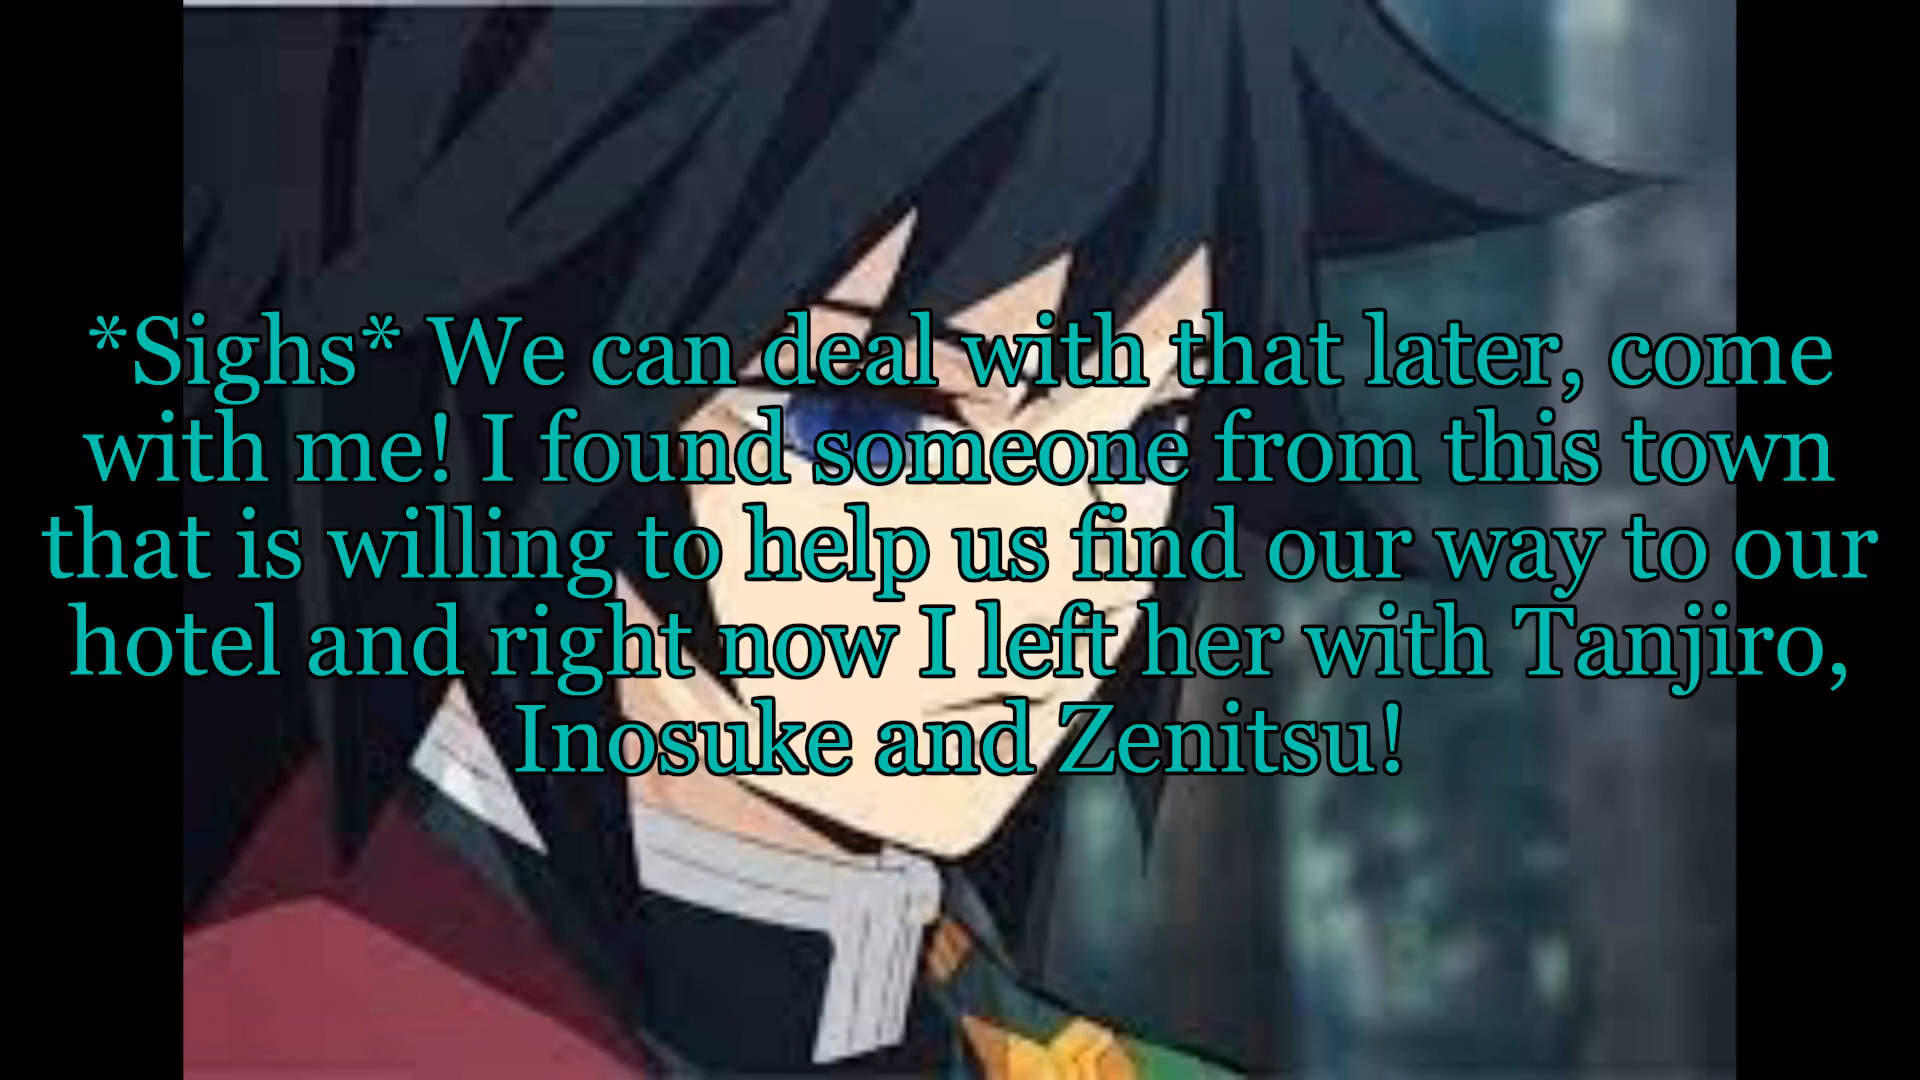 *Sighs* We can deal with that later, come
with me! I found someone from this town
that is willing to help us find our way to our
hotel and right now I left her with Tanjiro,
Inosuke and Zenitsu!